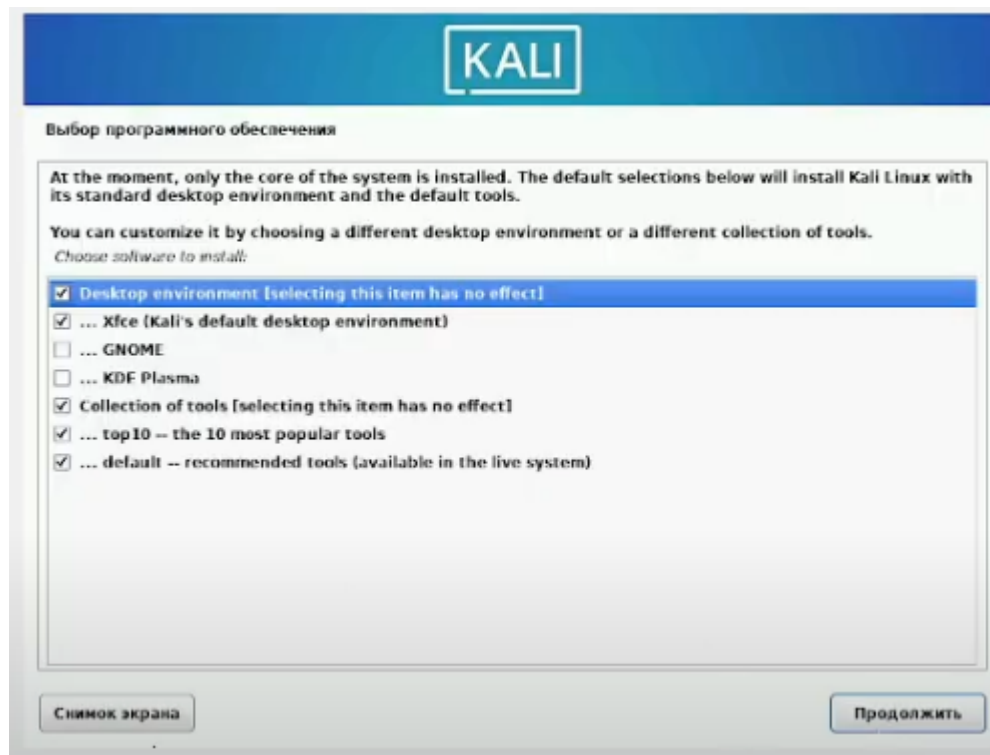 KALI
Выбор программного обеспечения
At the moment, only the core of the system is installed. The default selections below will install Kali Linux with
its standard desktop environment and the default tools.
You can customize it by choosing a different desktop environment or a different collection of tools.
Choose software to install:
Desktop environment [selecting this item has no effect]
... Xfce (Kali's default desktop environment)
... GNOME
... KDE Plasma
Collection of tools [selecting this item has no effect]
... top10 -- the 10 most popular tools
... default -- recommended tools (available in the live system)
Снимок экрана
Продолжить